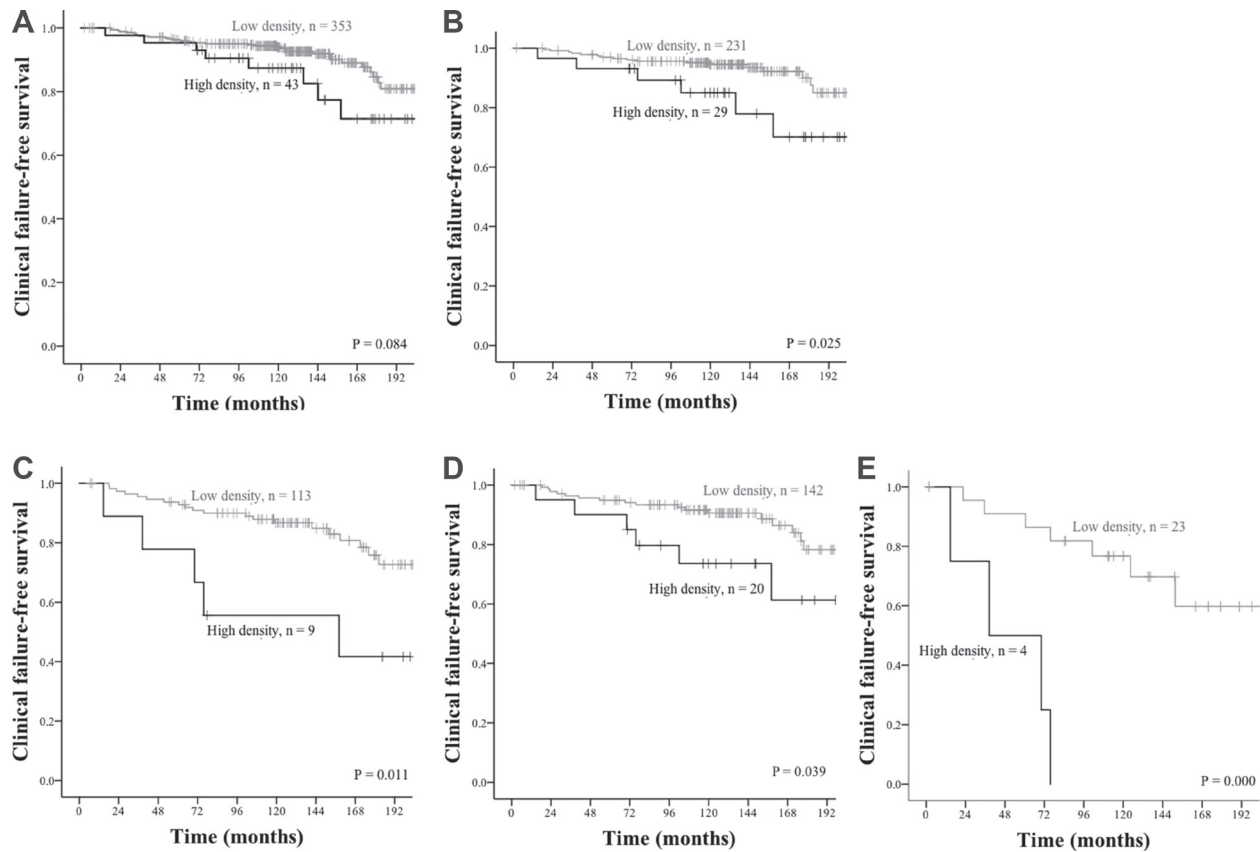 A
Clinical failure-free survival
1.0
0.8
0.6
0.4
0.2
0.0
Low density, n = 353
High density, n = 43
P = 0.084
0 24 48 72 96 120 144 168 192
Time (months)
B
Clinical failure-free survival
1.0
0.8
0.6
0.4
0.2
0.0
Low density, n = 231
High density, n = 29
P = 0.025
0 24 48 72 96 120 144 168 192
Time (months)
C
Clinical failure-free survival
1.0
0.8
0.6
0.4
0.2
0.0
Low density, n = 113
High density, n = 9
P = 0.011
0 24 48 72 96 120 144 168 192
Time (months)
D
Clinical failure-free survival
1.0
0.8
0.6
0.4
0.2
0.0
Low density, n = 142
High density, n = 20
P = 0.039
0 24 48 72 96 120 144 168 192
Time (months)
E
Clinical failure-free survival
1.0
0.8
0.6
0.4
0.2
0.0
Low density, n = 23
High density, n = 4
P = 0.000
0 24 48 72 96 120 144 168 192
Time (months)